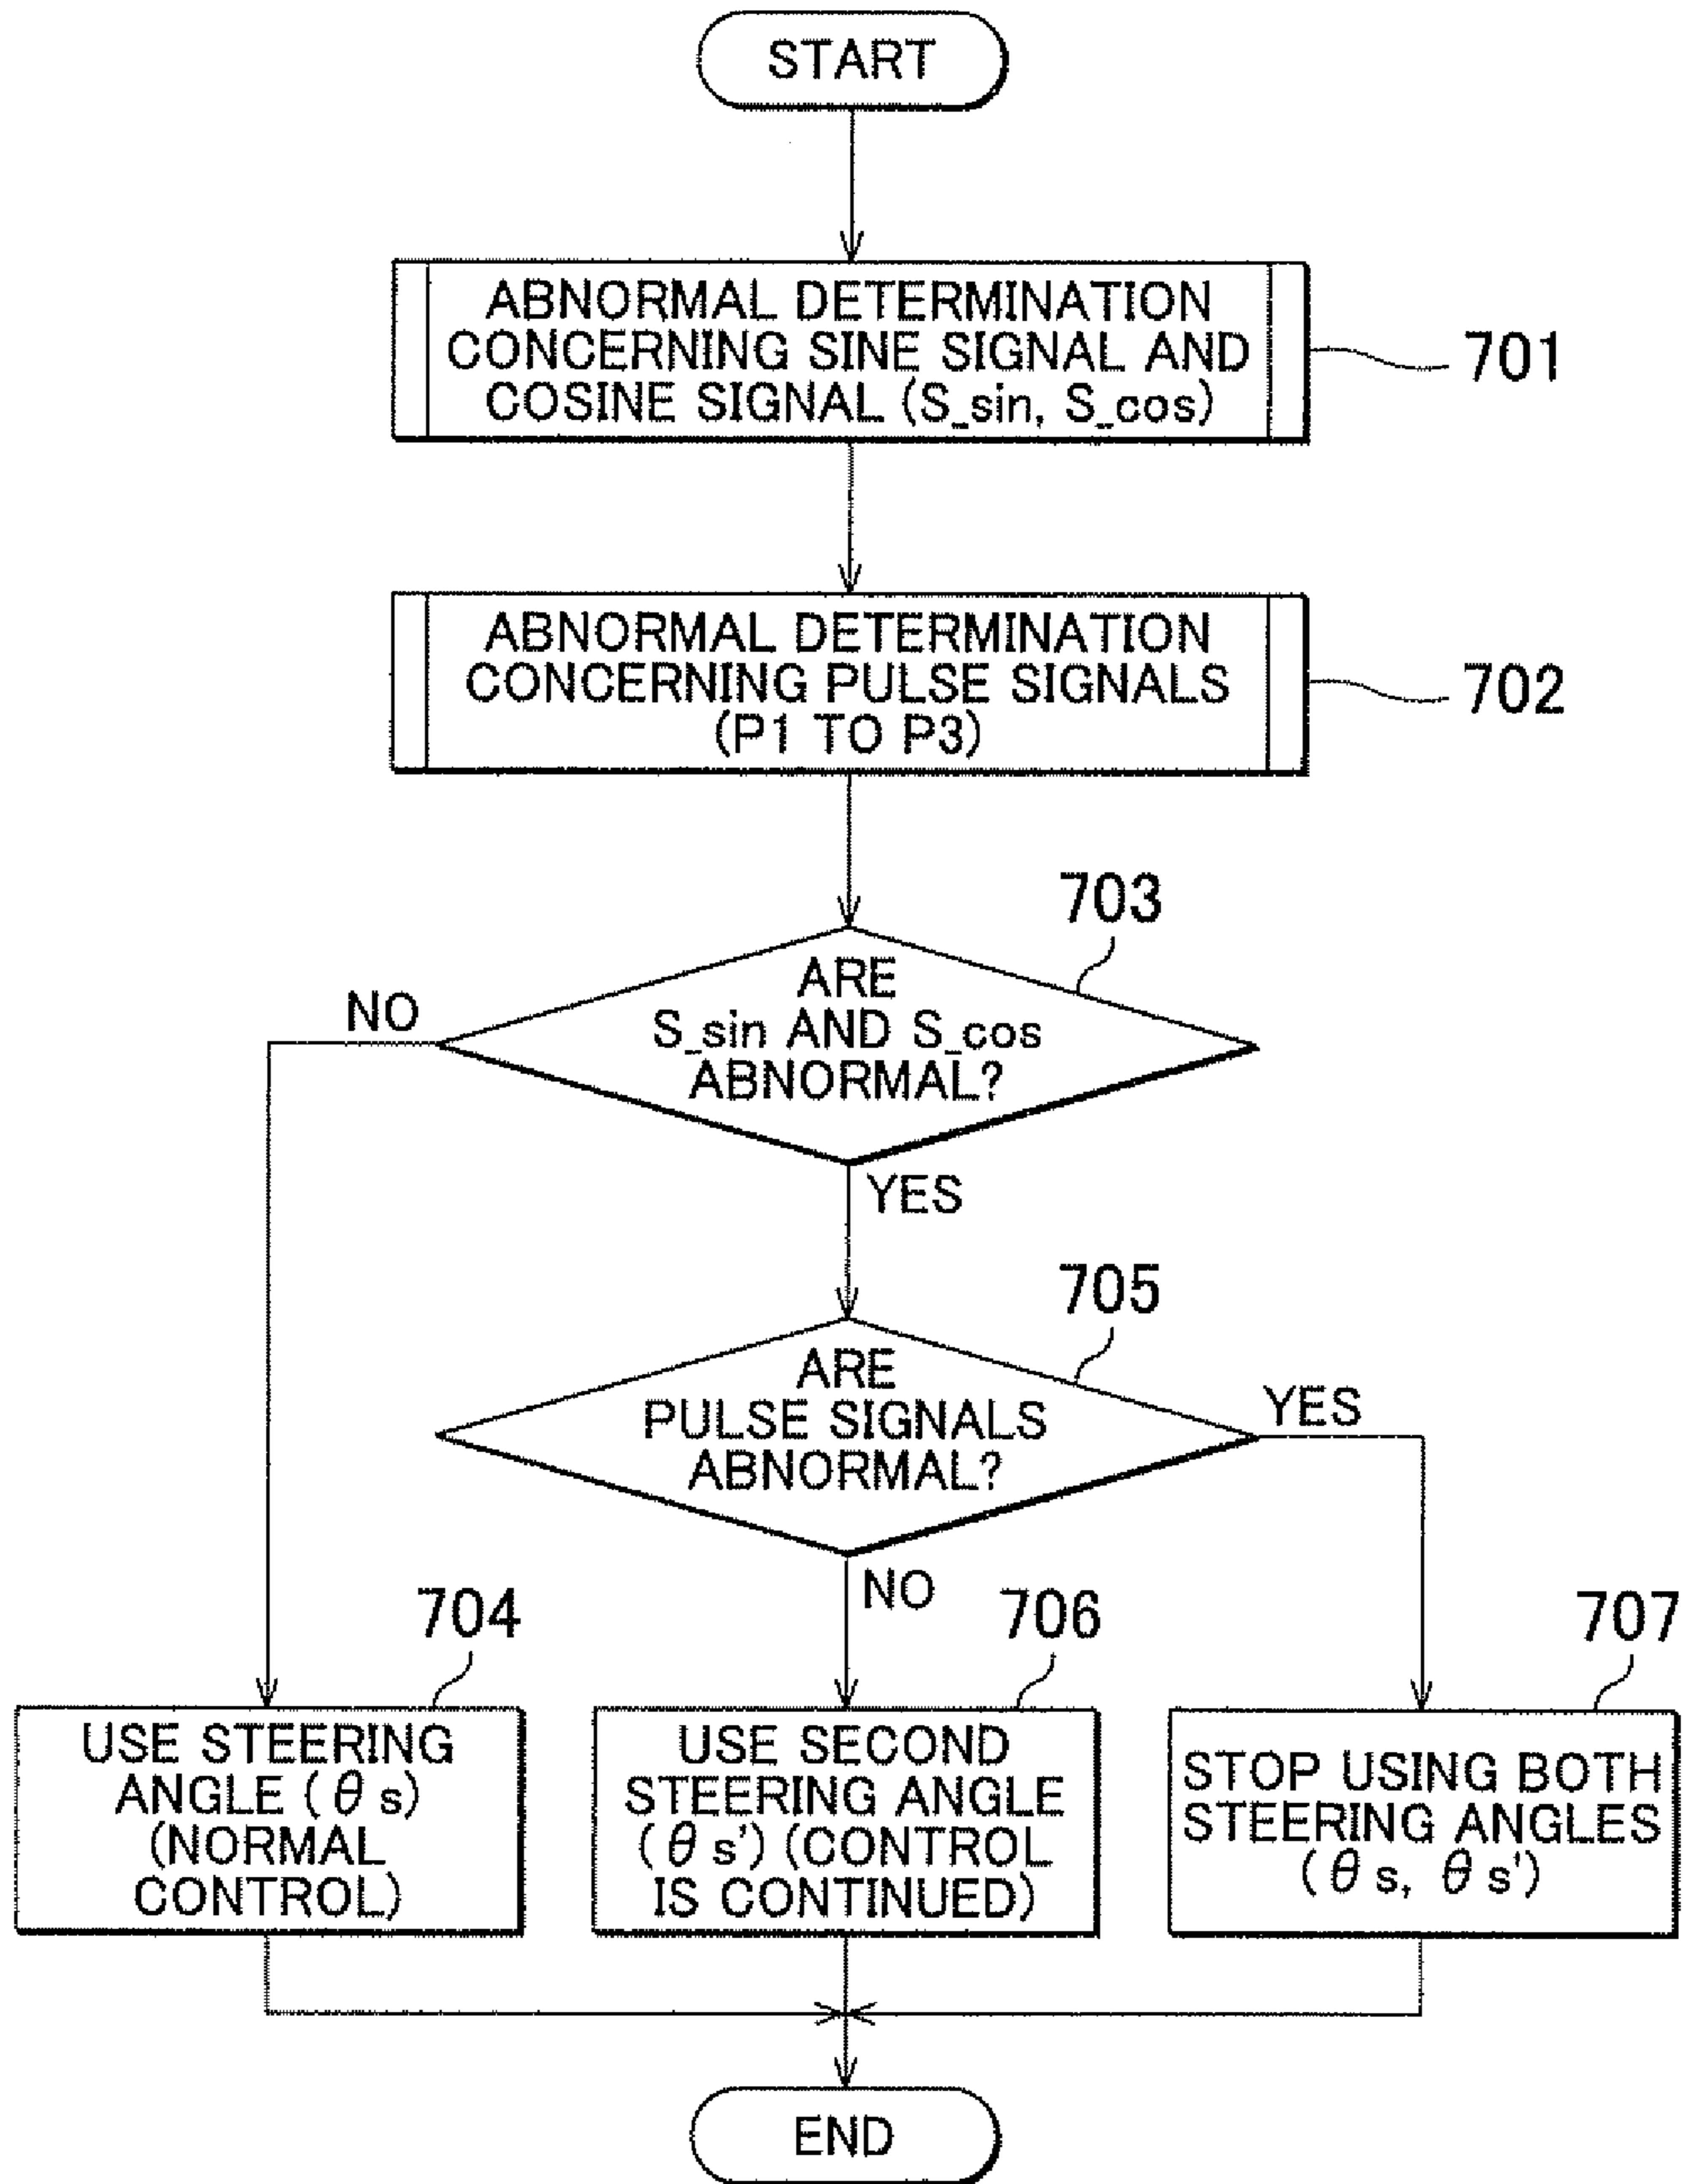 START
ABNORMAL DETERMINATION
CONCERNING SINE SIGNAL AND
COSINE SIGNAL (S_sin, S_cos)
701
ABNORMAL DETERMINATION
CONCERNING PULSE SIGNALS
(P1 TO P3)
702
703
ARE
S_sin AND S_cos
ABNORMAL?
NO
YES
705
ARE
PULSE SIGNALS
ABNORMAL?
YES
NO
704
USE STEERING
ANGLE (θs)
(NORMAL
CONTROL)
706
USE SECOND
STEERING ANGLE
(θs') (CONTROL
IS CONTINUED)
707
STOP USING BOTH
STEERING ANGLES
(θs, θs')
END